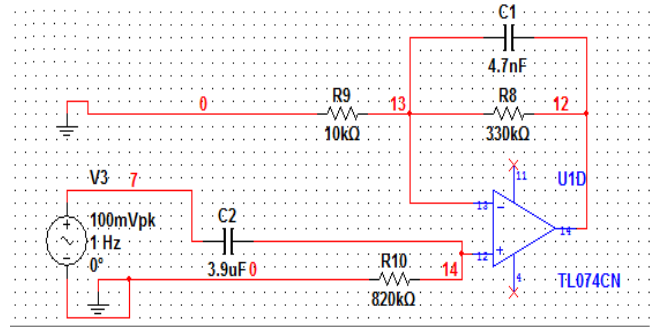 C1
4.7nF
R9
0
13
R8
12
10kΩ
330kΩ
11
U1D
V3
7
13
100mVpk
C2
14
1 Hz
12
0°
3.9uF
0
R10
14
4
TL074CN
820kΩ